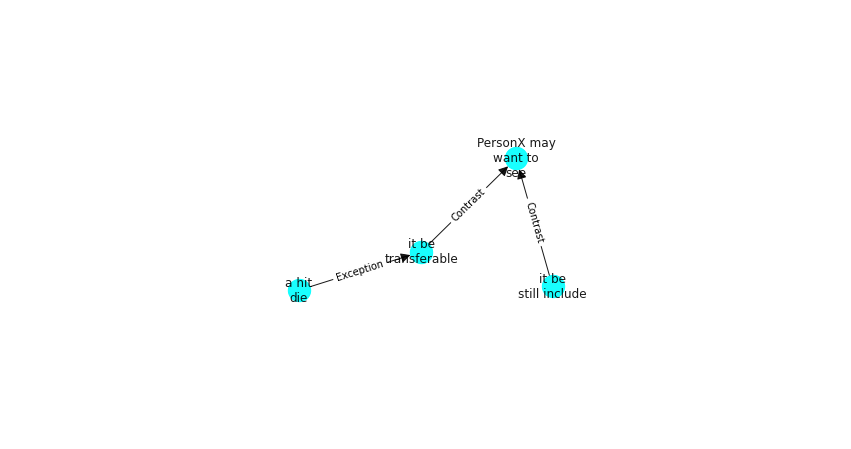 PersonX may
want to
see
Contrast
Contrast
it be
transferable
Exception
a hit
die
it be
still include